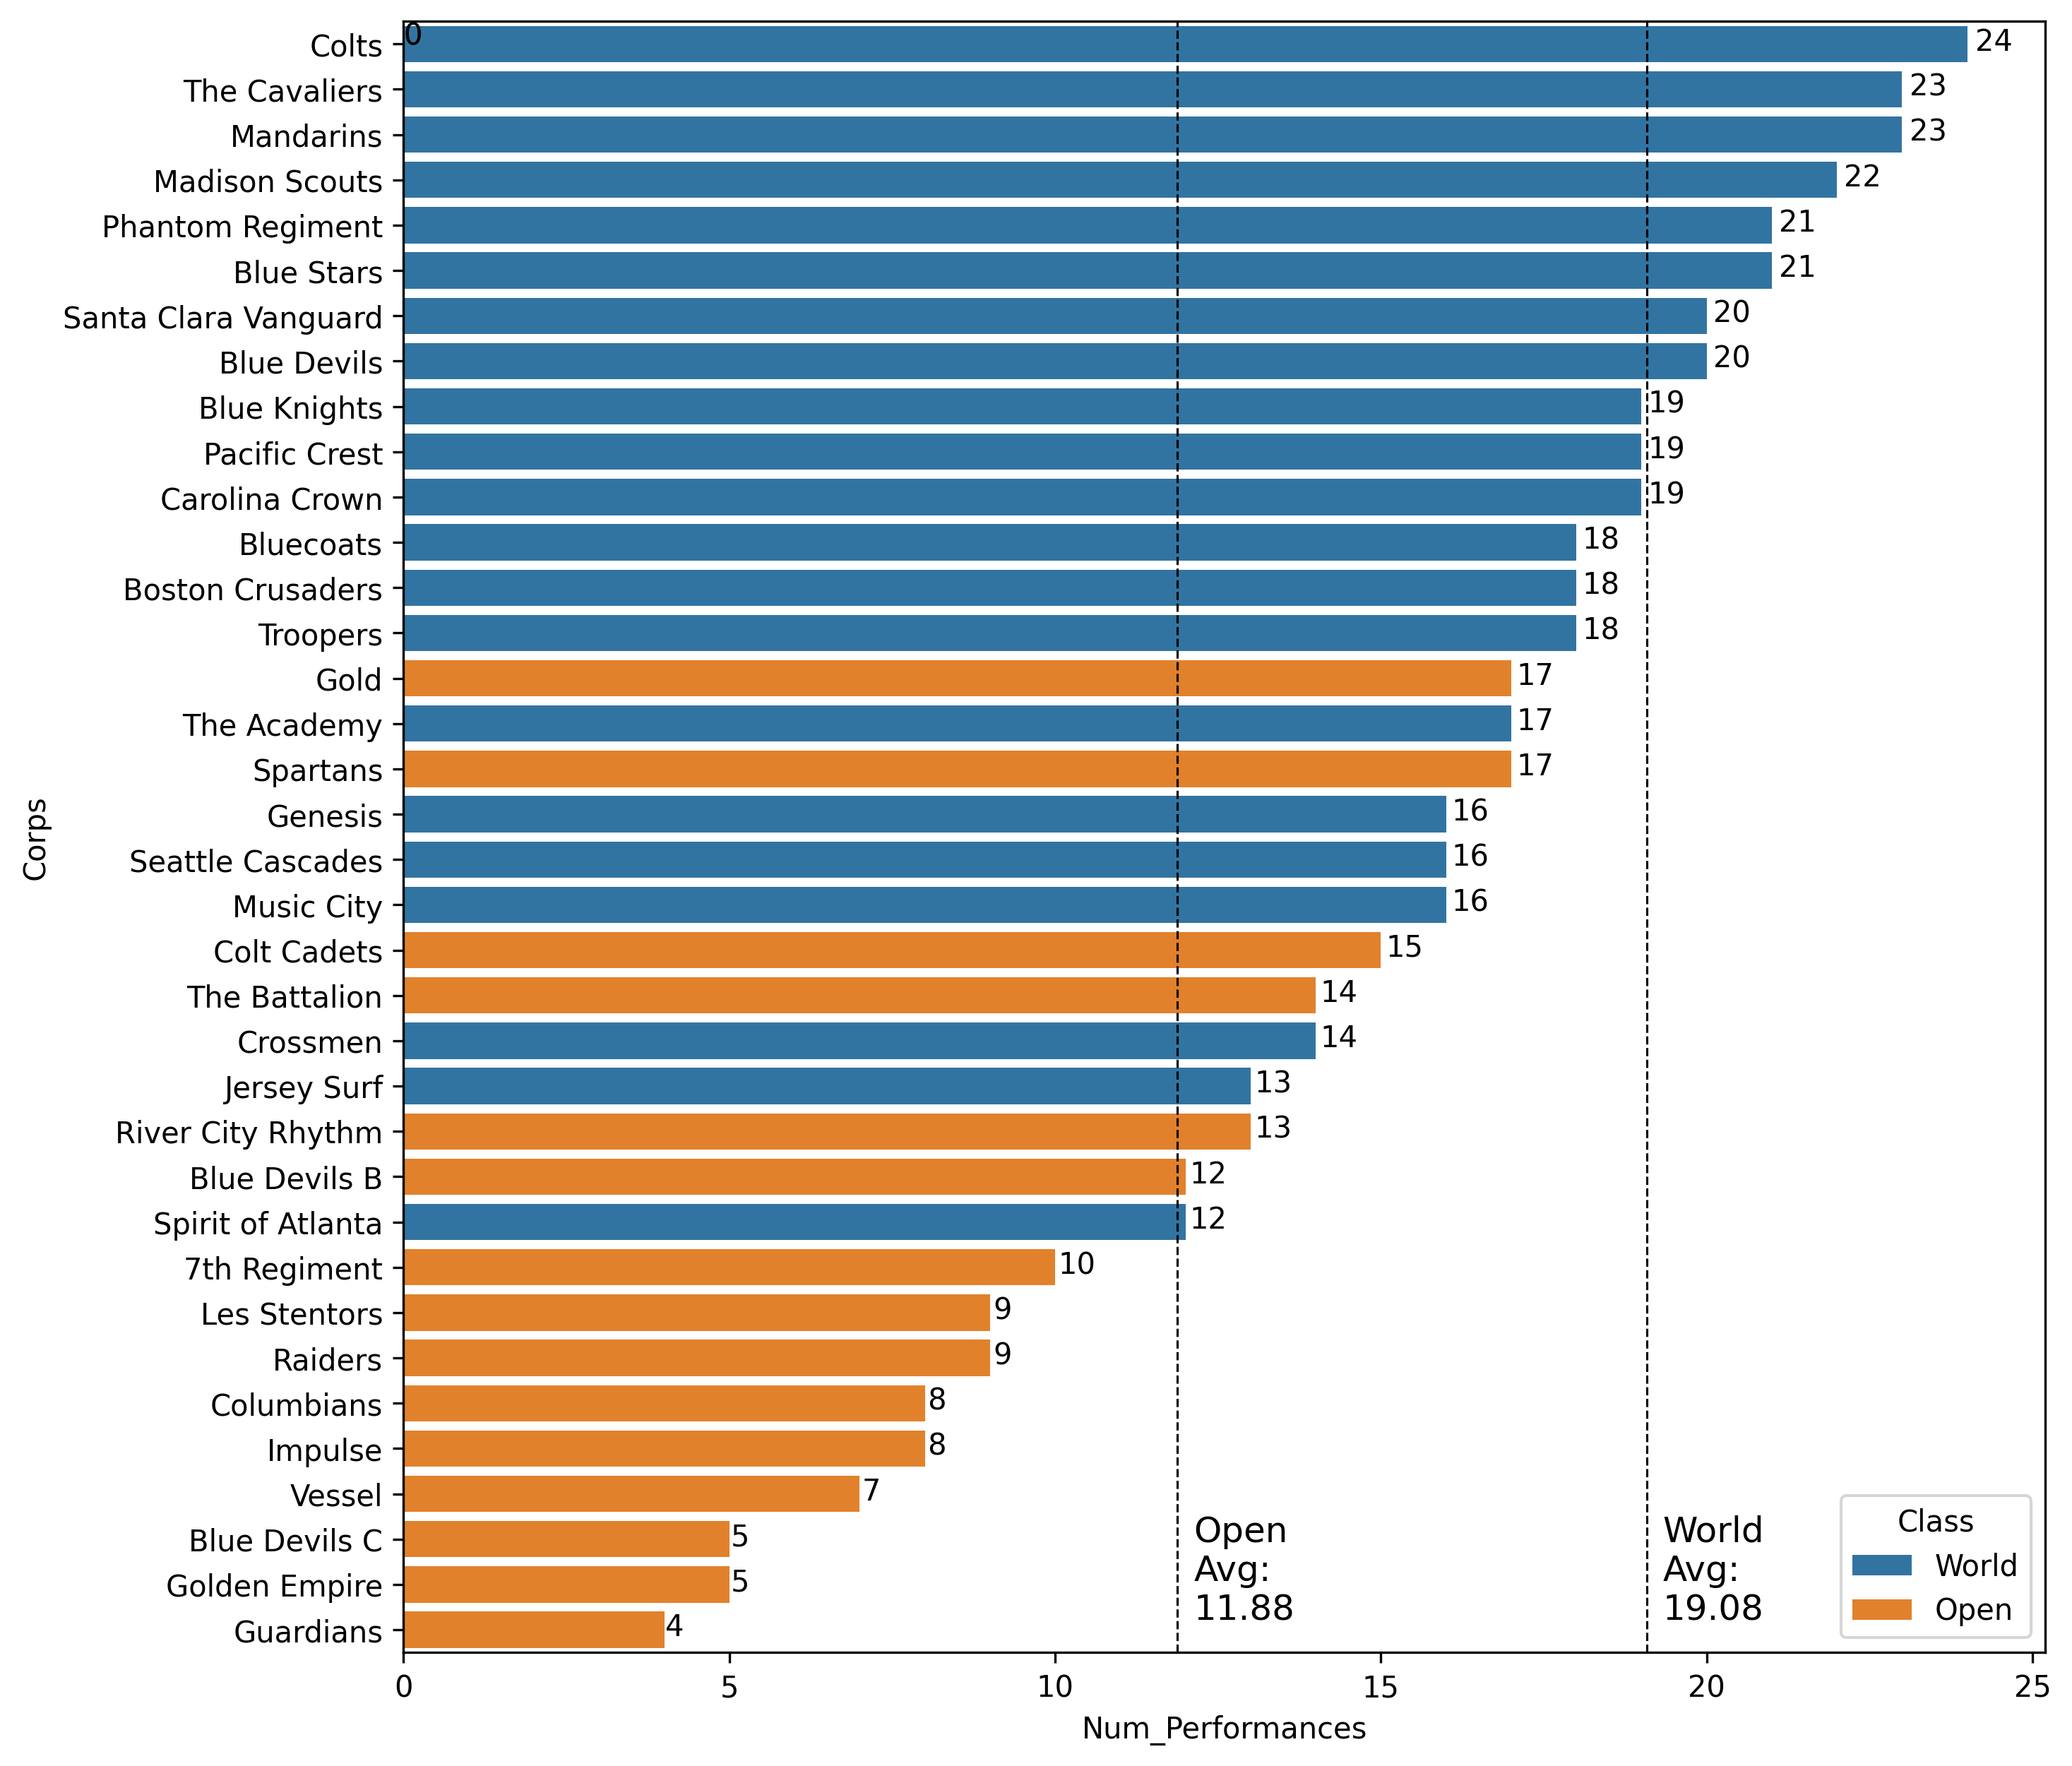 Colts 0 24
The Cavaliers 23
Mandarins 23
Madison Scouts 22
Phantom Regiment 21
Blue Stars 21
Santa Clara Vanguard 20
Blue Devils 20
Blue Knights 19
Pacific Crest 19
Carolina Crown 19
Bluecoats 18
Boston Crusaders 18
Troopers 18
Gold 17
The Academy 17
Spartans 17
Genesis 16
Seattle Cascades 16
Music City 16
Colt Cadets 15
The Battalion 14
Crossmen 14
Jersey Surf 13
River City Rhythm 13
Blue Devils B 12
Spirit of Atlanta 12
7th Regiment 10
Les Stentors 9
Raiders 9
Columbians 8
Impulse 8
Vessel 7
Blue Devils C 5
Golden Empire 5
Guardians 4
Corps
Open
Avg:
11.88
World
Avg:
19.08
Class
World
Open
0 5 10 15 20 25
Num_Performances